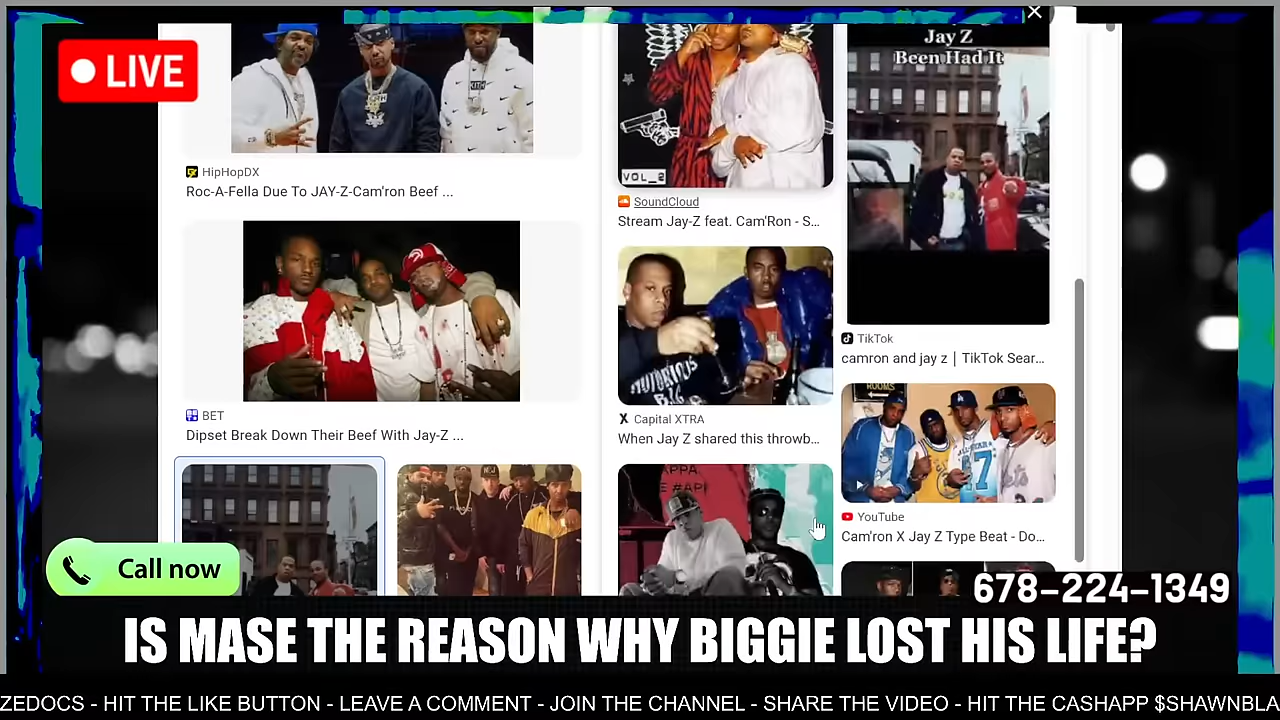 LIVE
HipHopDX
Roc-A-Fella Due To JAY-Z-Cam'ron Beef ...
BET
Dipset Break Down Their Beef With Jay-Z ...
VOL_2
SoundCloud
Stream Jay-Z feat. Cam'Ron - S...
NOTORIOUS
BIG
Capital XTRA
When Jay Z shared this throwb...
Jay Z
Been Had It
TikTok
camron and jay z | TikTok Sear...
ROOMS
YouTube
Cam'ron X Jay Z Type Beat - Do...
Call now
678-224-1349
IS MASE THE REASON WHY BIGGIE LOST HIS LIFE?
ZEDOCS - HIT THE LIKE BUTTON - LEAVE A COMMENT - JOIN THE CHANNEL - SHARE THE VIDEO - HIT THE CASHAPP $SHAWNBLA